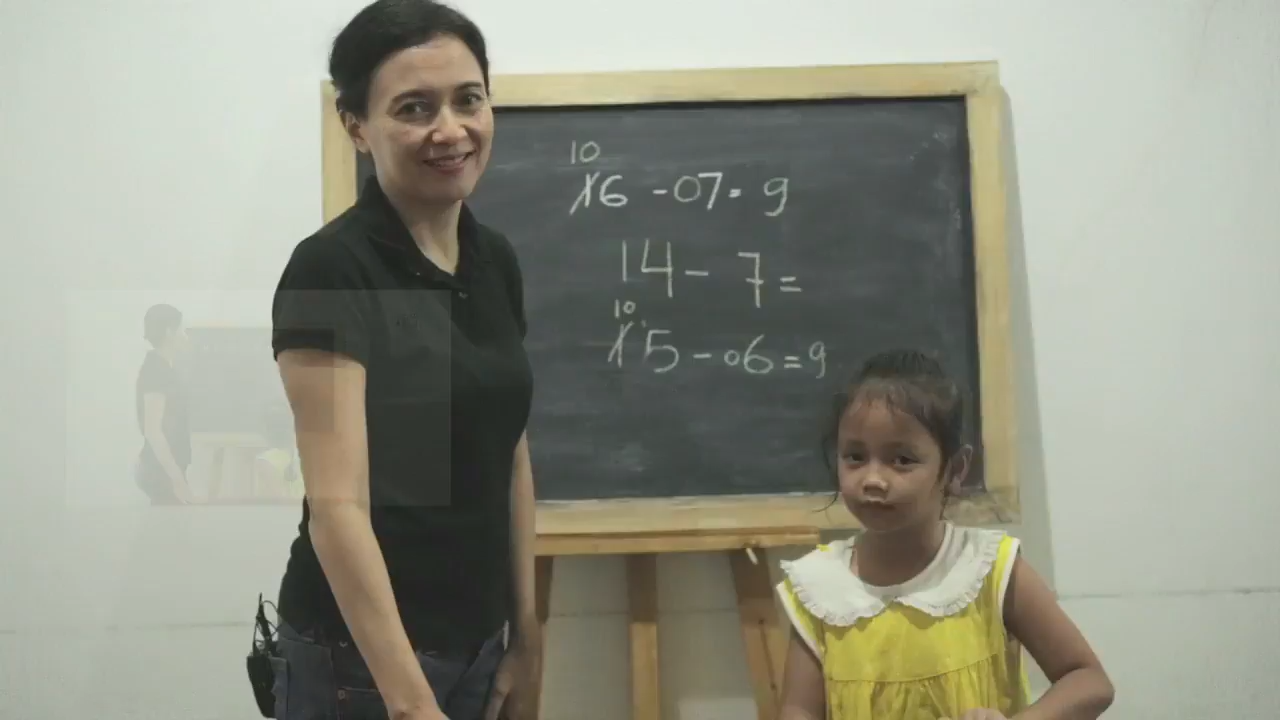 10
16 - 07 = 9
14 - 7 =
10
15 - 06 = 9